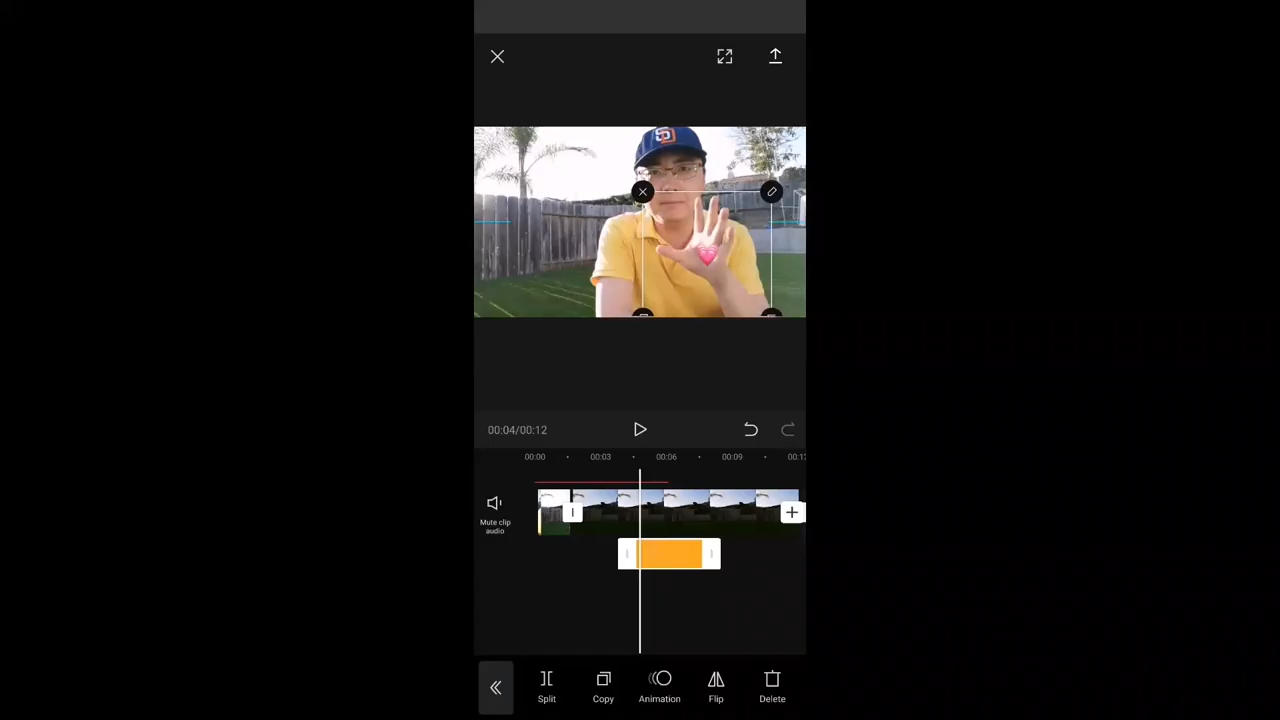 SD
00:04/00:12
00:00 · 00:03 · 00:06 · 00:09 ·
Mute clip
audio
Split
Copy
Animation
Flip
Delete